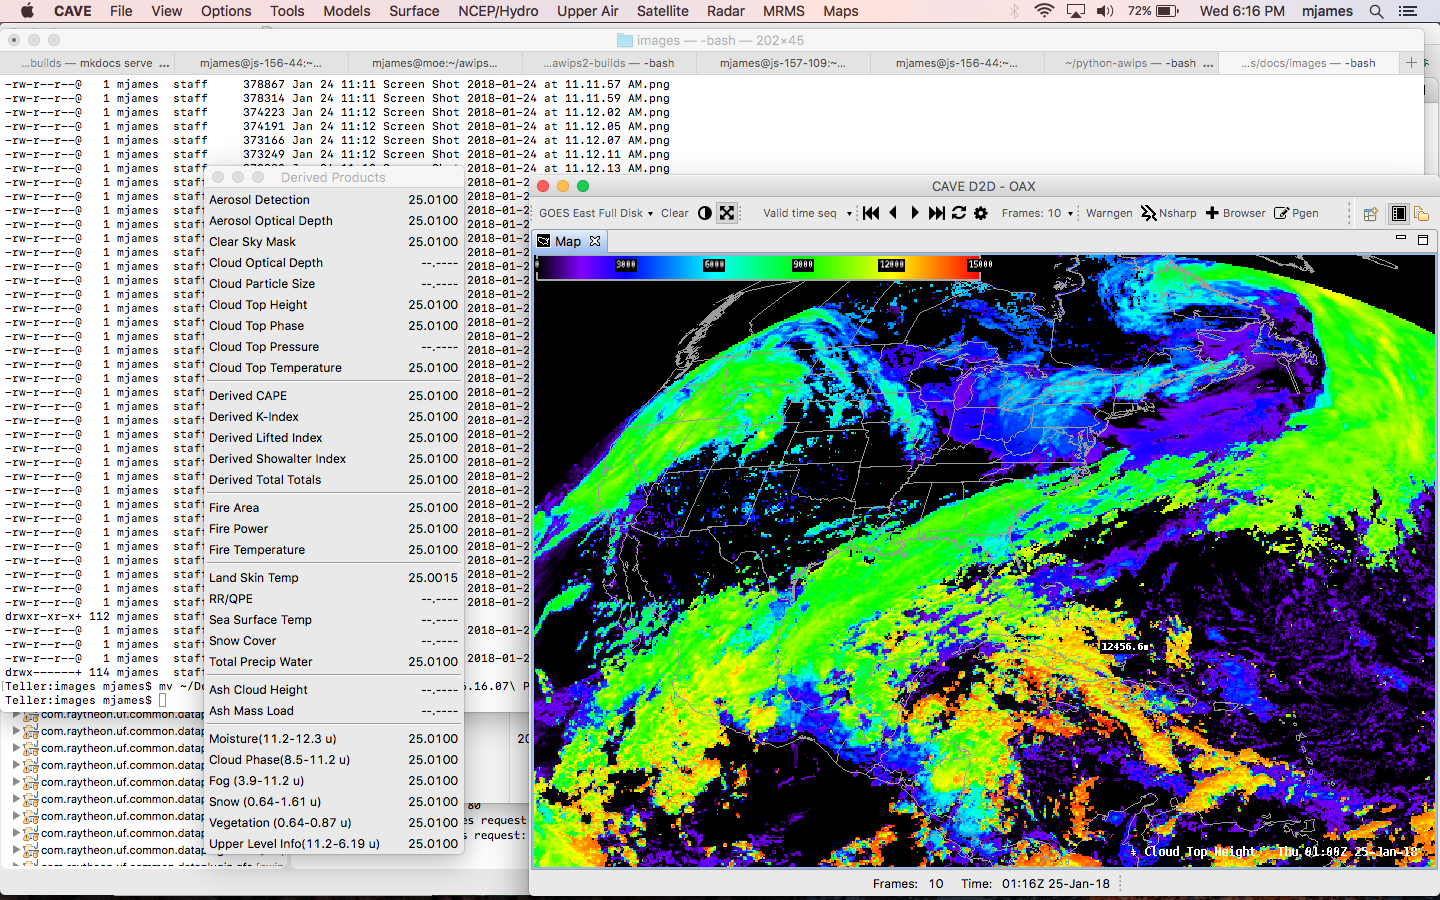 CAVE File View Options Tools Models Surface NCEP/Hydro Upper Air Satellite Radar MRMS Maps 72% Wed 6:16 PM mjames
images — -bash — 202×45
...builds — mkdocs serve ... mjames@js-156-44:~... mjames@moe:~/awips... ...awips2-builds — -bash mjames@js-157-109:~... mjames@js-156-44:~... ~/python-awips — -bash ... ...s/docs/images — -bash
-rw-r--r--@ 1 mjames staff 378867 Jan 24 11:11 Screen Shot 2018-01-24 at 11.11.57 AM.png
-rw-r--r--@ 1 mjames staff 378314 Jan 24 11:11 Screen Shot 2018-01-24 at 11.11.59 AM.png
-rw-r--r--@ 1 mjames staff 374223 Jan 24 11:12 Screen Shot 2018-01-24 at 11.12.02 AM.png
-rw-r--r--@ 1 mjames staff 374191 Jan 24 11:12 Screen Shot 2018-01-24 at 11.12.05 AM.png
-rw-r--r--@ 1 mjames staff 373166 Jan 24 11:12 Screen Shot 2018-01-24 at 11.12.07 AM.png
-rw-r--r--@ 1 mjames staff 373249 Jan 24 11:12 Screen Shot 2018-01-24 at 11.12.11 AM.png
-rw-r--r--@ 1 mjames staff Jan 24 11:12 Screen Shot 2018-01-24 at 11.12.13 AM.png
drwxr-xr-x+ 112 mjames staff
-rw-r--r--@ 1 mjames staff
-rw-r--r--@ 1 mjames staff
-rw-r--r--@ 1 mjames staff
drwx------+ 114 mjames staff
[Teller:images mjames$ mv ~/De
Teller:images mjames$
Derived Products
Aerosol Detection 25.0100
Aerosol Optical Depth 25.0100
Clear Sky Mask 25.0100
Cloud Optical Depth --.----
Cloud Particle Size --.----
Cloud Top Height 25.0100
Cloud Top Phase 25.0100
Cloud Top Pressure --.----
Cloud Top Temperature 25.0100
Derived CAPE 25.0100
Derived K-Index 25.0100
Derived Lifted Index 25.0100
Derived Showalter Index 25.0100
Derived Total Totals 25.0100
Fire Area 25.0100
Fire Power 25.0100
Fire Temperature 25.0100
Land Skin Temp 25.0015
RR/QPE --.----
Sea Surface Temp --.----
Snow Cover --.----
Total Precip Water 25.0100
Ash Cloud Height --.----
Ash Mass Load --.----
Moisture(11.2-12.3 u) 25.0100
Cloud Phase(8.5-11.2 u) 25.0100
Fog (3.9-11.2 u) 25.0100
Snow (0.64-1.61 u) 25.0100
Vegetation (0.64-0.87 u) 25.0100
Upper Level Info(11.2-6.19 u) 25.0100
com.raytheon.uf.common.datap
com.raytheon.uf.common.datap
com.raytheon.uf.common.datap
com.raytheon.uf.common.datap
com.raytheon.uf.common.datap
com.raytheon.uf.common.datap
com.raytheon.uf.common.datap
com.raytheon.uf.common.datap
com.raytheon.uf.common.datap
80
es request
s request:
CAVE D2D - OAX
GOES East Full Disk Clear Valid time seq Frames: 10 Warngen Nsharp Browser Pgen
Map
0 3000 6000 9000 12000 15000
12456.6m
+ Cloud Top Height Thu 01:00Z 25-Jan-18
Frames: 10 Time: 01:16Z 25-Jan-18